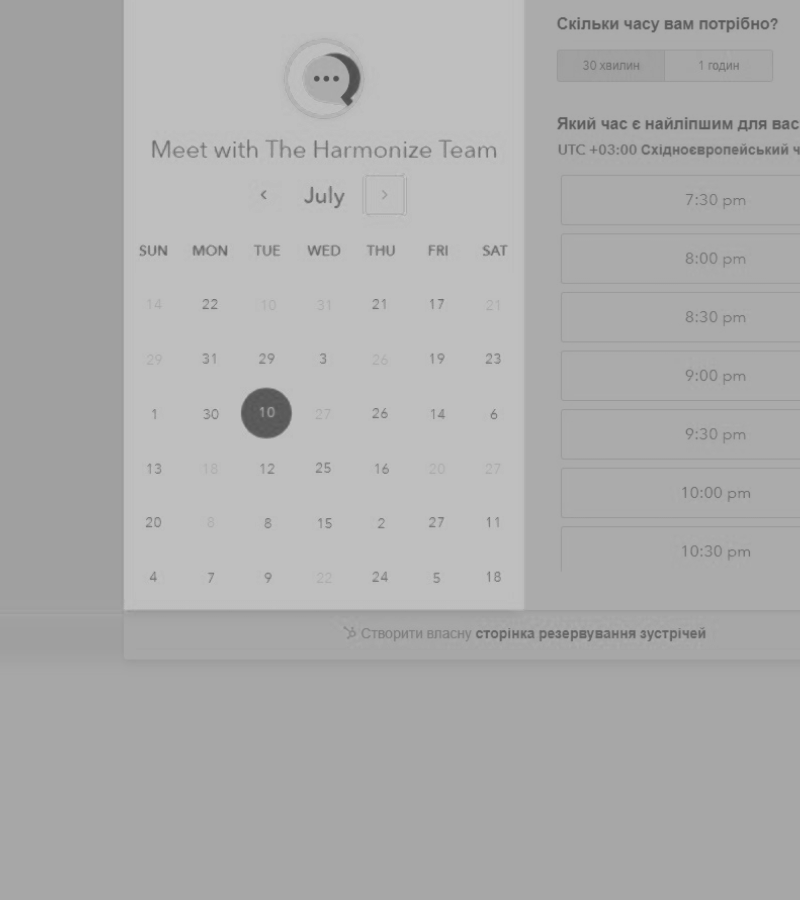 Meet with The Harmonize Team
July
SUN MON TUE WED THU FRI SAT
14 22 10 31 21 17 21
29 31 29 3 26 19 23
1 30 10 27 26 14 6
13 18 12 25 16 20 27
20 8 8 15 2 27 11
4 7 9 22 24 5 18
Скільки часу вам потрібно?
30 хвилин 1 годин
Який час є найліпшим для вас
UTC +03:00 Східноєвропейський ч
7:30 pm
8:00 pm
8:30 pm
9:00 pm
9:30 pm
10:00 pm
10:30 pm
Створити власну сторінка резервування зустрічей